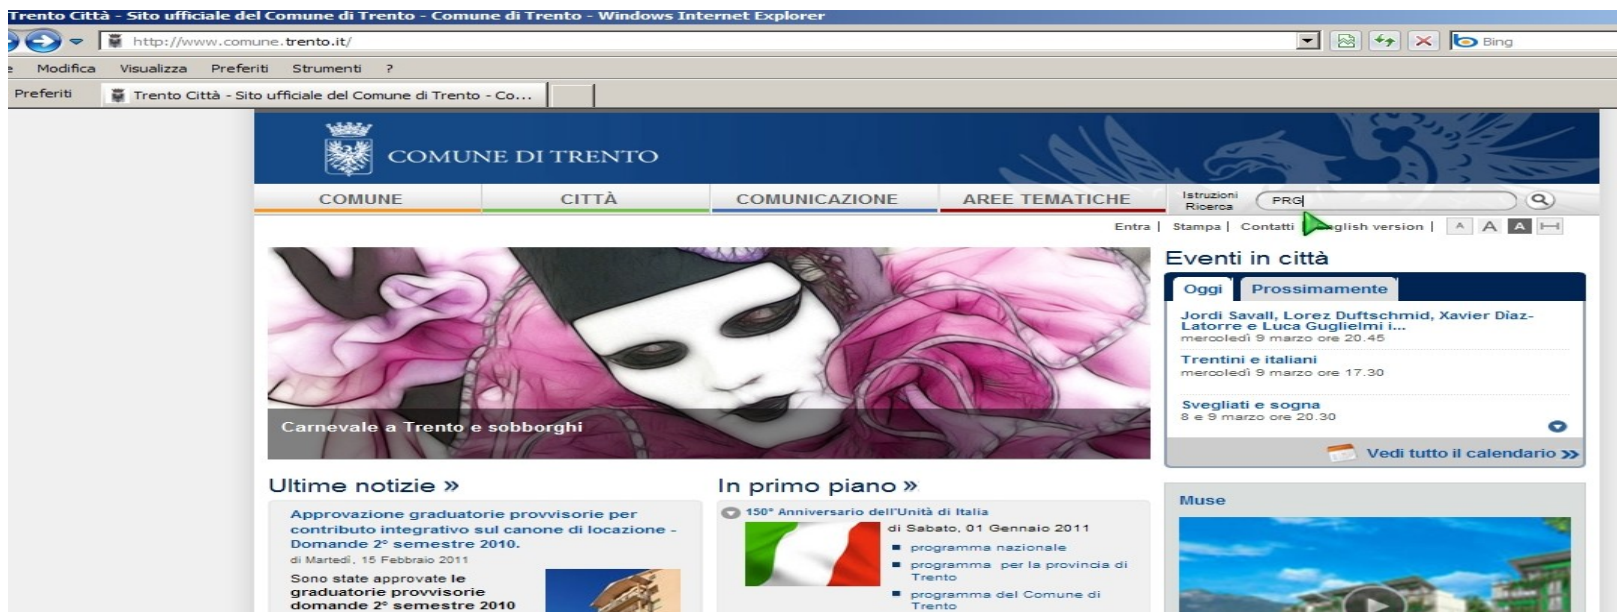 Trento Città - Sito ufficiale del Comune di Trento - Comune di Trento - Windows Internet Explorer
http://www.comune.trento.it/
Bing
Modifica Visualizza Preferiti Strumenti ?
Preferiti
Trento Città - Sito ufficiale del Comune di Trento - Co...
COMUNE DI TRENTO
COMUNE
CITTÀ
COMUNICAZIONE
AREE TEMATICHE
Istruzioni
Ricerca
PRG
Entra | Stampa | Contatti | English version |
A A A
Carnevale a Trento e sobborghi
Eventi in città
Oggi Prossimamente
Jordi Savall, Lorez Duftschmid, Xavier Dìaz-
Latorre e Luca Guglielmi i...
mercoledì 9 marzo ore 20.45
Trentini e italiani
mercoledì 9 marzo ore 17.30
Svegliati e sogna
8 e 9 marzo ore 20.30
Vedi tutto il calendario »
Ultime notizie »
Approvazione graduatorie provvisorie per
contributo integrativo sul canone di locazione -
Domande 2° semestre 2010.
di Martedì, 15 Febbraio 2011
Sono state approvate le
graduatorie provvisorie
domande 2° semestre 2010
In primo piano »
150° Anniversario dell'Unità di Italia
di Sabato, 01 Gennaio 2011
programma nazionale
programma per la provincia di
Trento
programma del Comune di
Trento
Muse